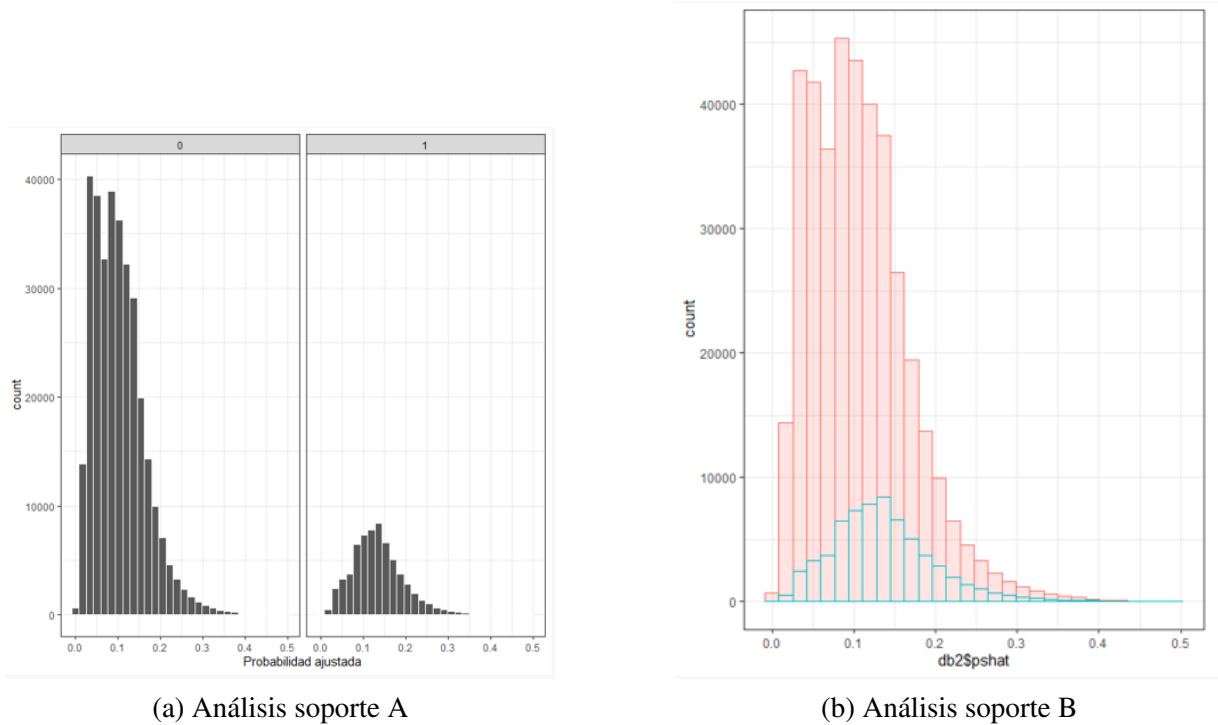 0
1
40000
30000
20000
10000
0
count
0.0 0.1 0.2 0.3 0.4 0.5
0.0 0.1 0.2 0.3 0.4 0.5
Probabilidad ajustada
(a) Análisis soporte A
40000
30000
20000
10000
0
count
0.0 0.1 0.2 0.3 0.4 0.5
db2$pshat
(b) Análisis soporte B